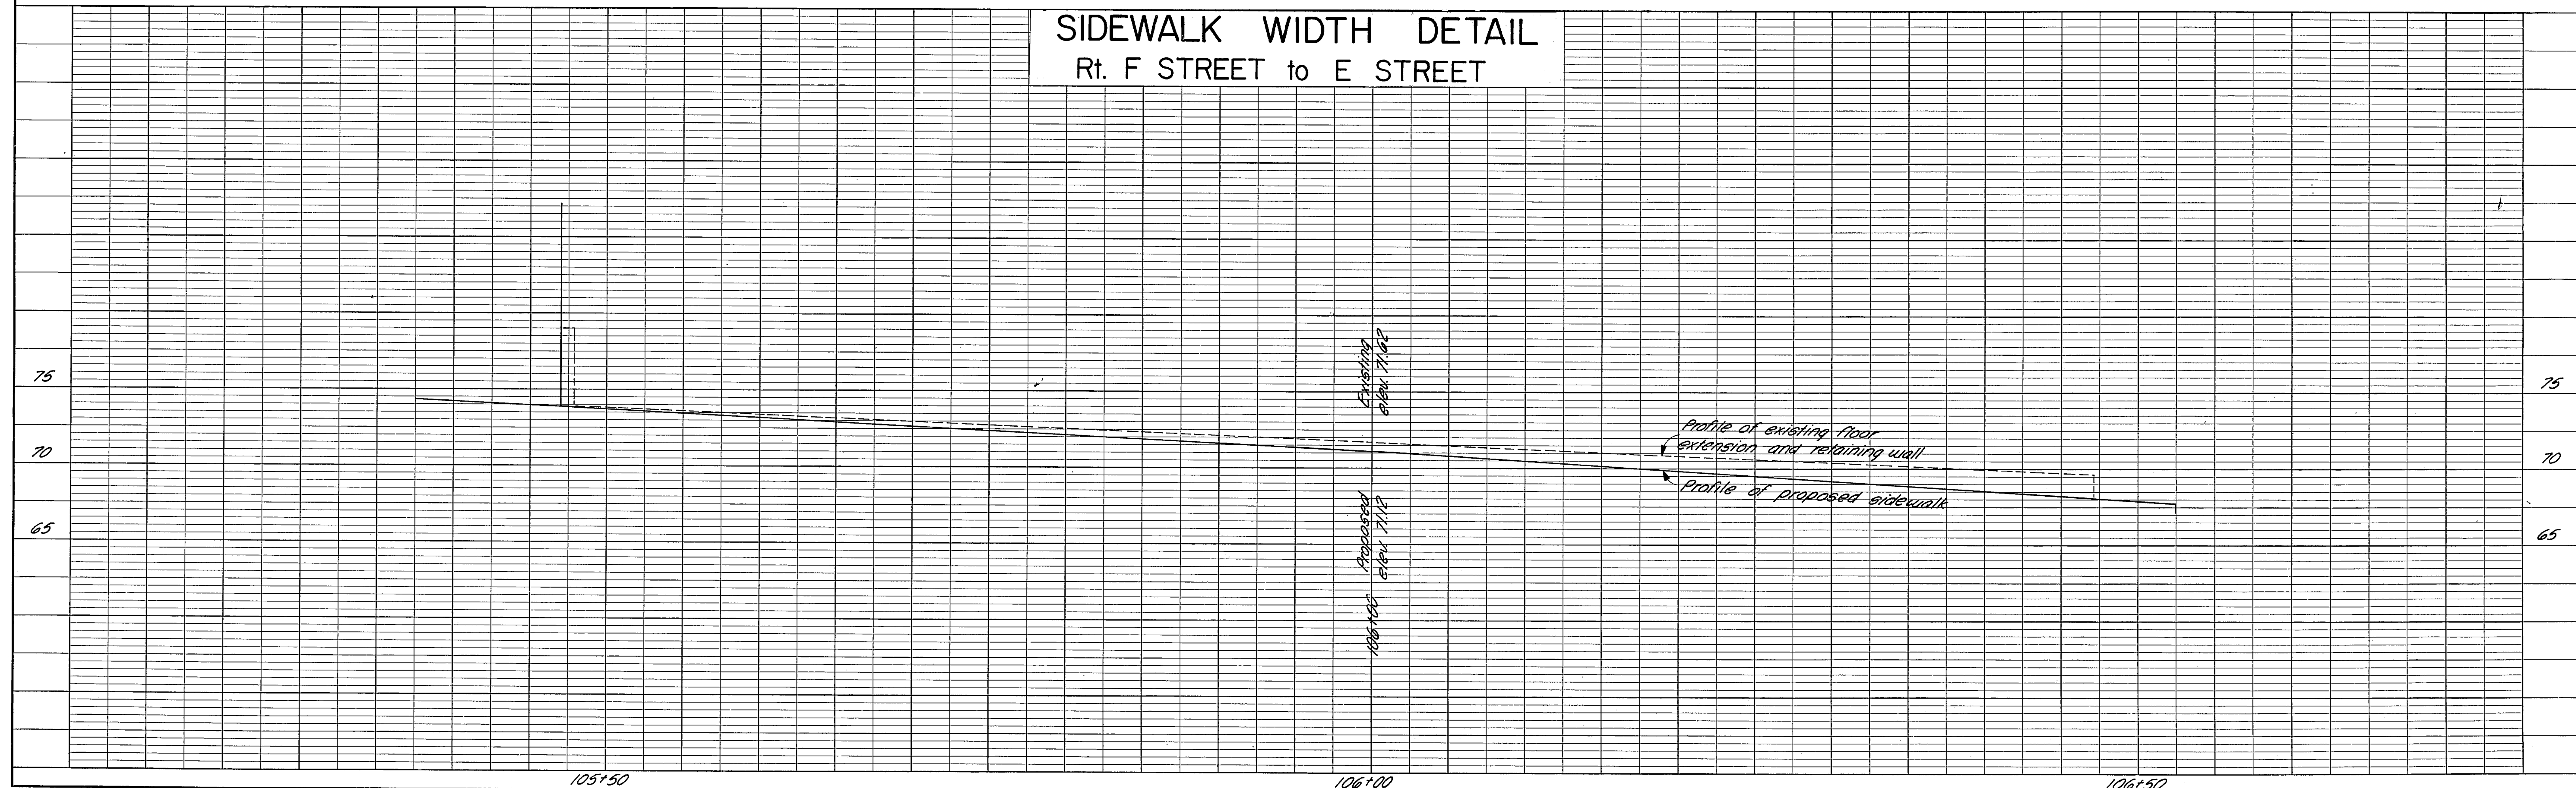 SIDEWALK WIDTH DETAIL
Rt. F STREET to E STREET
75
70
65
Existing
elev. 71.62
Proposed
elev. 71.12
106+00
Profile of existing floor
extension and retaining wall
Profile of proposed sidewalk
75
70
65
105+50
106+00
106+50